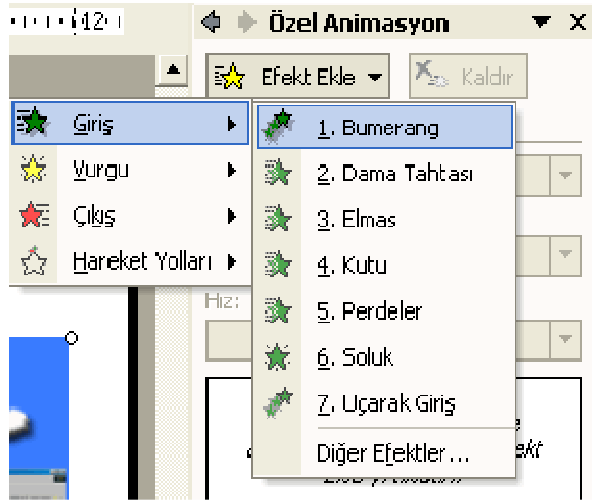 12
Özel Animasyon
Efekt Ekle
Kaldır
Giriş
Vurgu
Çıkış
Hareket Yolları
1. Bumerang
2. Dama Tahtası
3. Elmas
4. Kutu
5. Perdeler
6. Soluk
7. Uçarak Giriş
Diğer Efektler...
Hız: